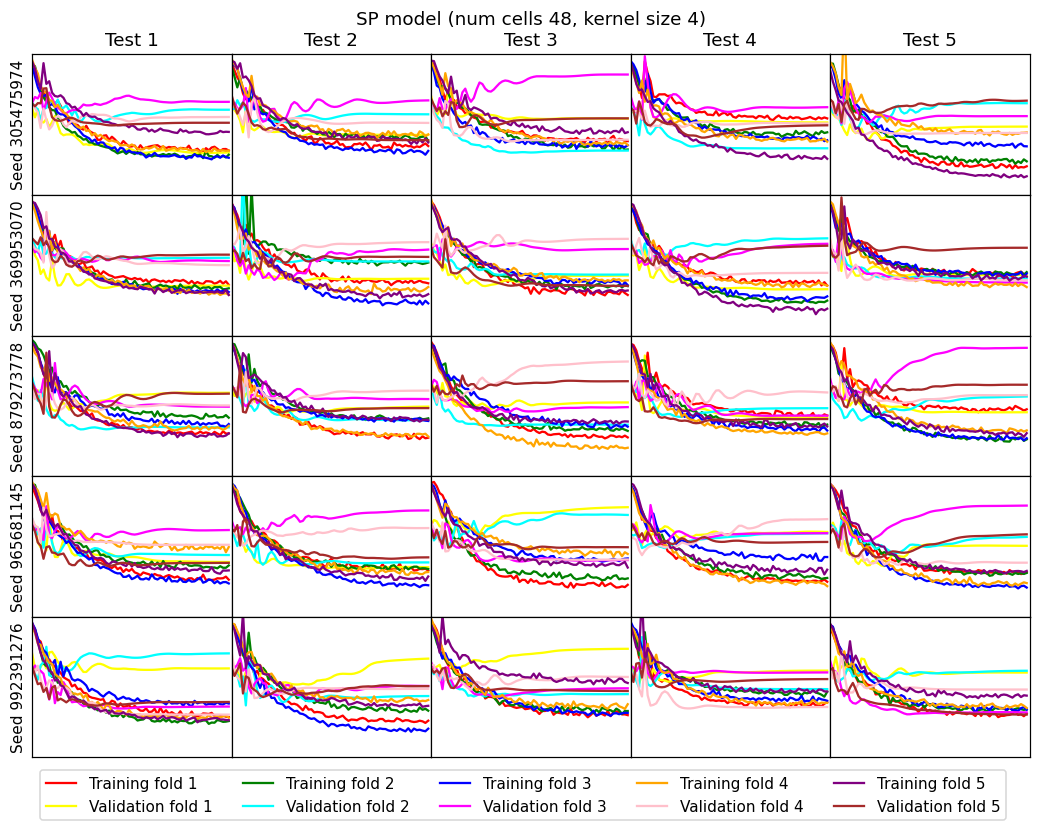 SP model (num cells 48, kernel size 4)
Test 1 Test 2 Test 3 Test 4 Test 5
Seed 305475974
Seed 369953070
Seed 879273778
Seed 965681145
Seed 992391276
Training fold 1 Training fold 2 Training fold 3 Training fold 4 Training fold 5
Validation fold 1 Validation fold 2 Validation fold 3 Validation fold 4 Validation fold 5